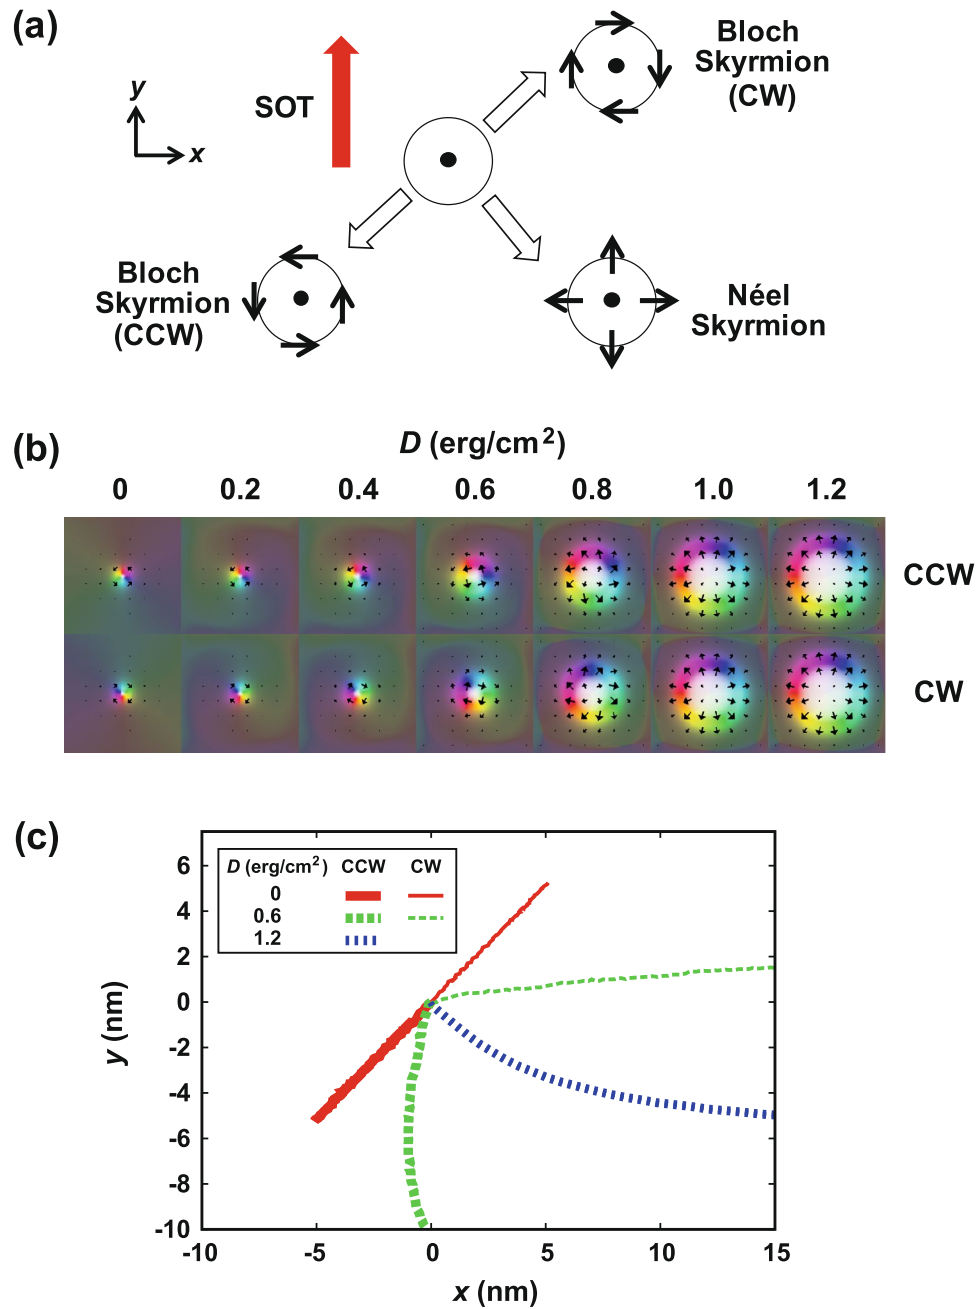 (a)
SOT
y
x
Bloch
Skyrmion
(CW)
Bloch
Skyrmion
(CCW)
Néel
Skyrmion
(b)
D (erg/cm²)
0 0.2 0.4 0.6 0.8 1.0 1.2
CCW
CW
(c)
D (erg/cm²) CCW CW
0
0.6
1.2
6
4
2
0
-2
-4
-6
-8
-10
y (nm)
-10 -5 0 5 10 15
x (nm)